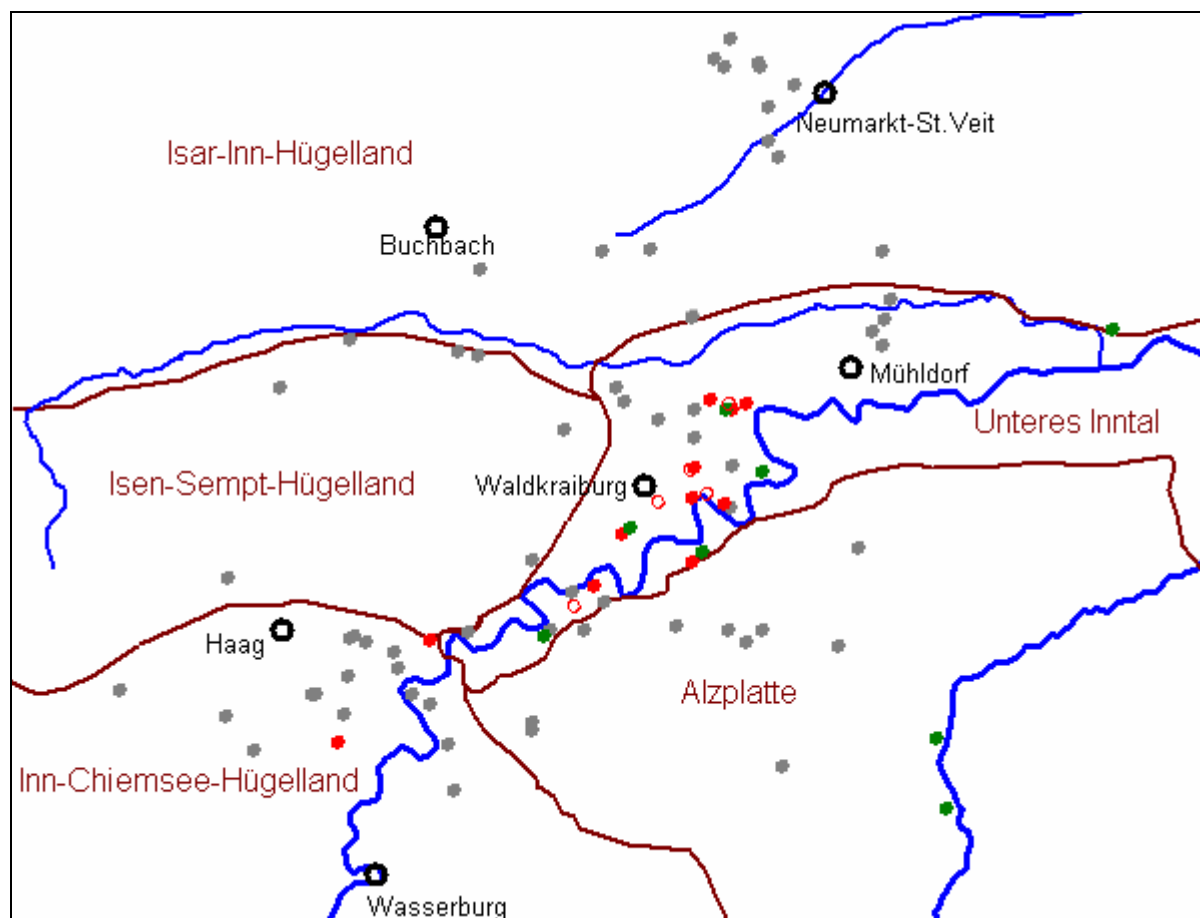 Neumarkt-St.Veit
Isar-Inn-Hügelland
Buchbach
Mühldorf
Unteres Inntal
Isen-Sempt-Hügelland
Waldkraiburg
Haag
Alzplatte
Inn-Chiemsee-Hügelland
Wasserburg